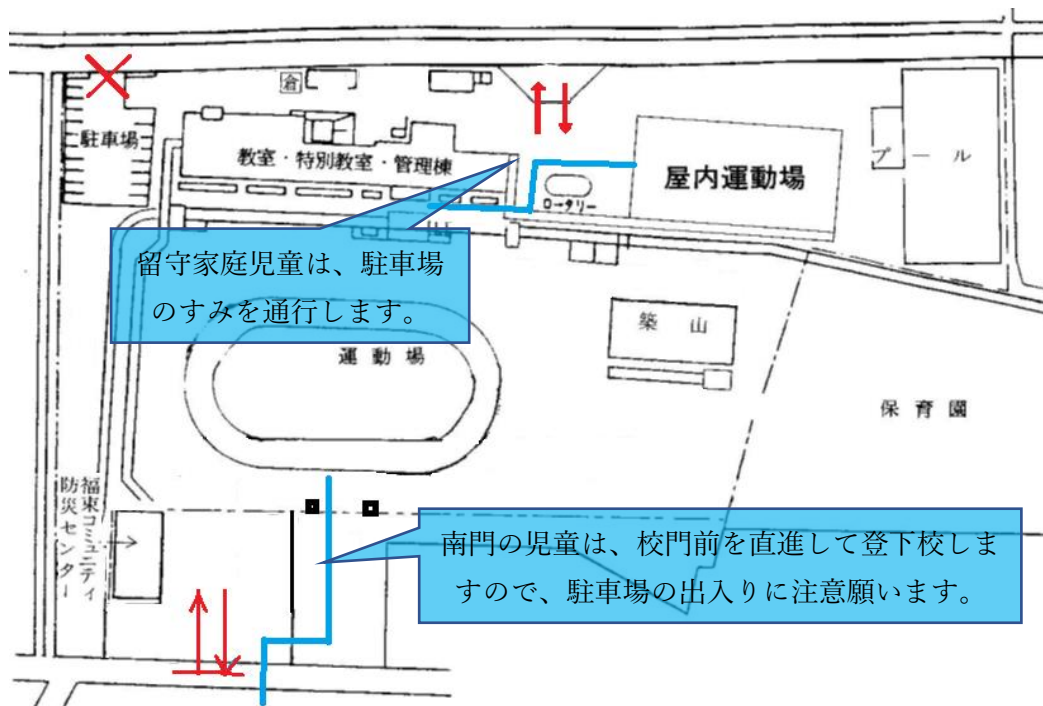 倉
駐車場
教室・特別教室・管理棟
ロータリー
屋内運動場
プール
留守家庭児童は、駐車場
のすみを通行します。
運動場
築山
保育園
福東コミュニティ
防災センター
南門の児童は、校門前を直進して登下校しま
すので、駐車場の出入りに注意願います。